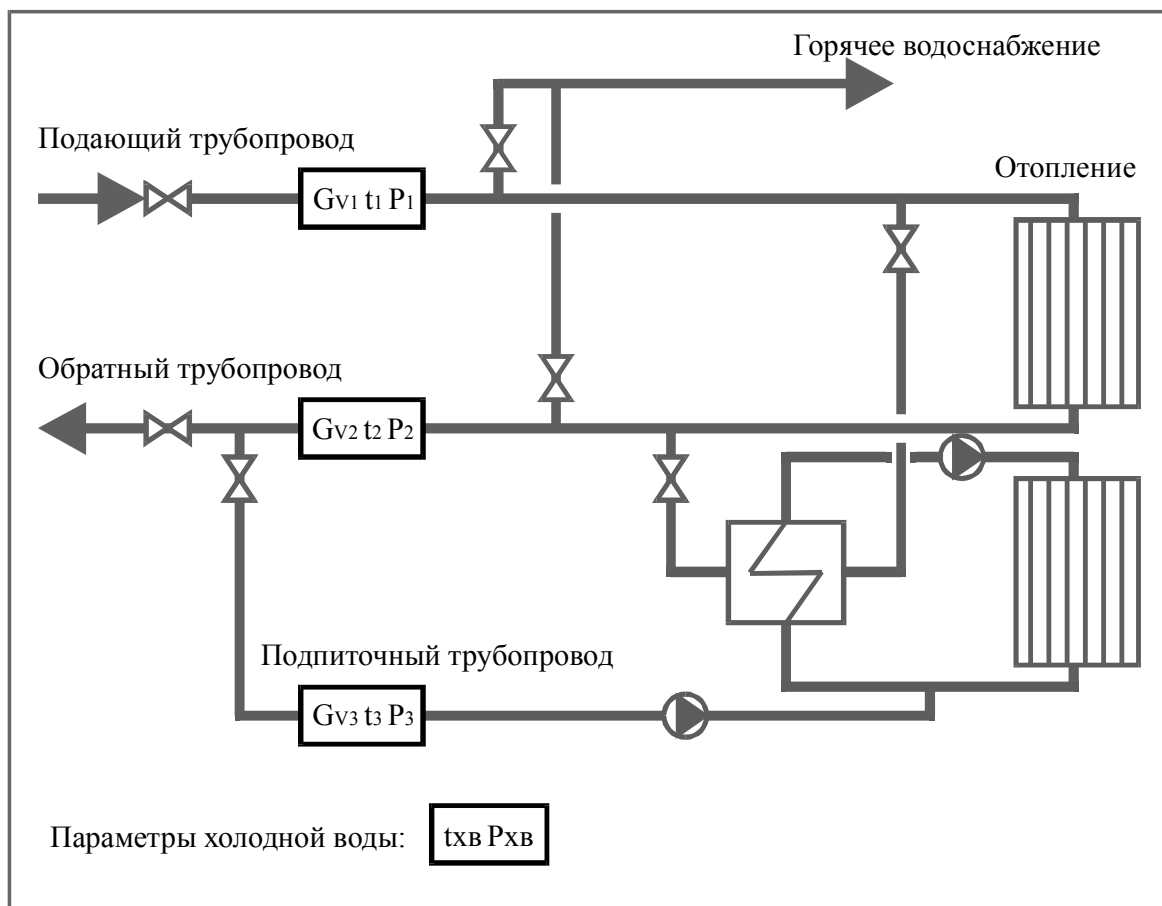 Горячее водоснабжение
Подающий трубопровод
Отопление
GV1 t1 P1
Обратный трубопровод
GV2 t2 P2
Подпиточный трубопровод
GV3 t3 P3
Параметры холодной воды:
tхв Pхв